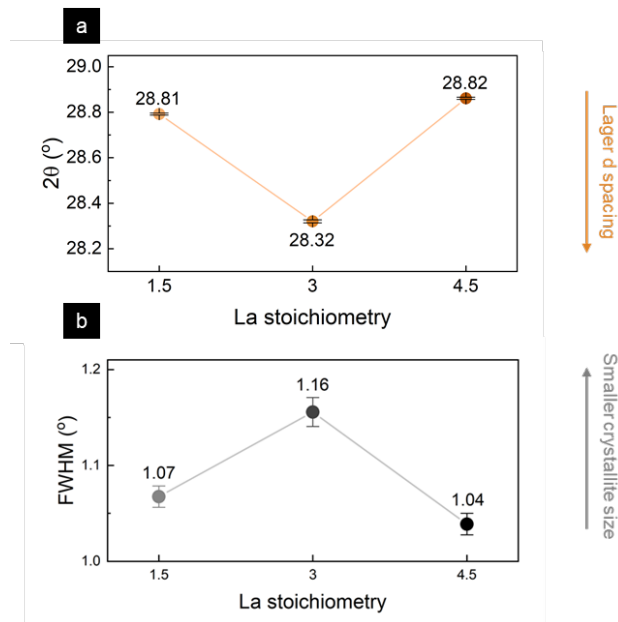 a
29.0
28.8
28.6
28.4
28.2
2θ (°)
28.81
28.32
28.82
1.5
3
4.5
La stoichiometry
Lager d spacing
b
1.2
1.1
1.0
FWHM (°)
1.07
1.16
1.04
1.5
3
4.5
La stoichiometry
Smaller crystallite size